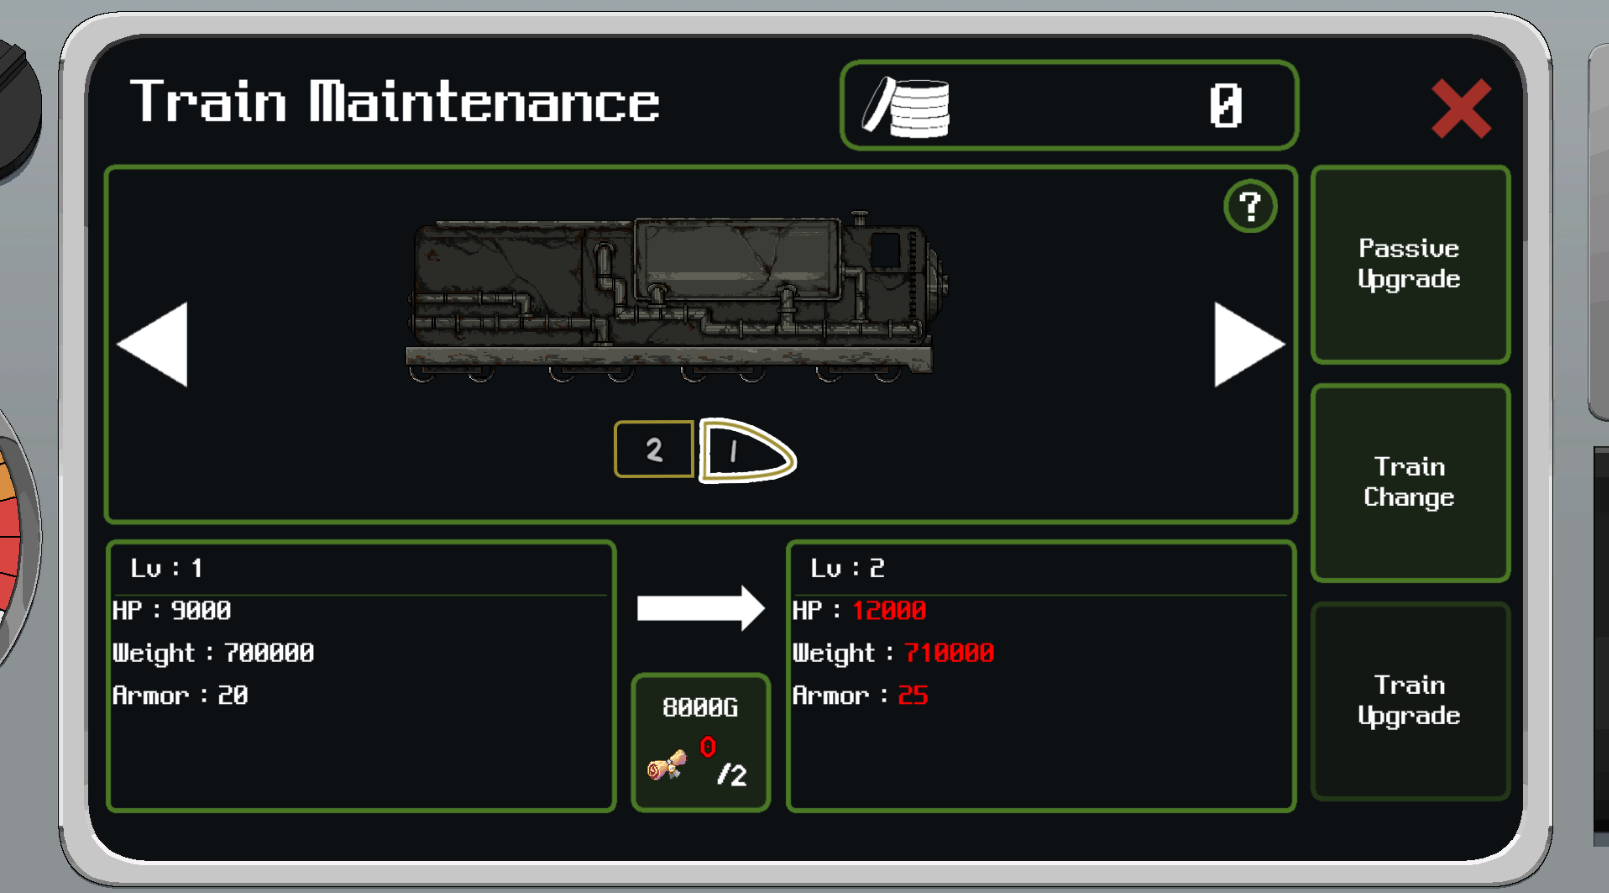 Train Maintenance
0
?
Passive
Upgrade
2
1
Train
Change
Lv : 1
HP : 9000
Weight : 700000
Armor : 20
8000G
0
/2
Lv : 2
HP : 12000
Weight : 710000
Armor : 25
Train
Upgrade